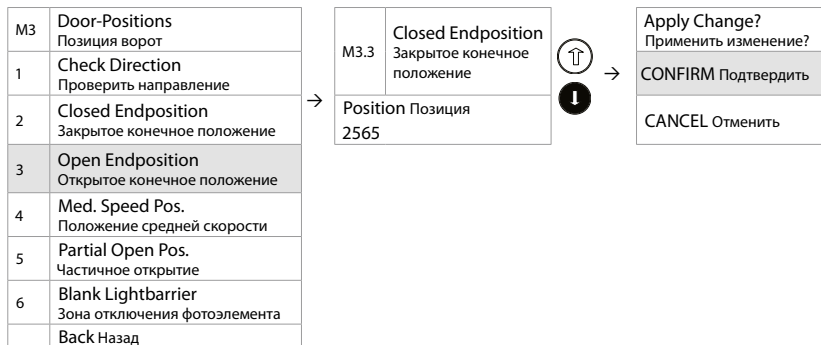 M3 Door-Positions
Позиция ворот
1 Check Direction
Проверить направление
2 Closed Endposition
Закрытое конечное положение
3 Open Endposition
Открытое конечное положение
4 Med. Speed Pos.
Положение средней скорости
5 Partial Open Pos.
Частичное открытие
6 Blank Lightbarrier
Зона отключения фотоэлемента
Back Назад
→
M3.3 Closed Endposition
Закрытое конечное
положение
Position Позиция
2565
⇧
⬇
→
Apply Change?
Применить изменение?
CONFIRM Подтвердить
CANCEL Отменить